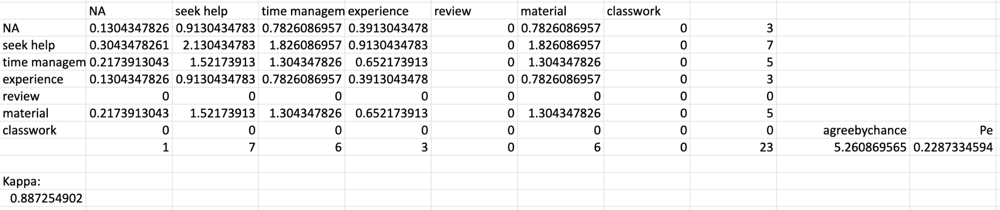 NA seek help time managem experience review material classwork
NA 0.1304347826 0.9130434783 0.7826086957 0.3913043478 0 0.7826086957 0 3
seek help 0.3043478261 2.130434783 1.826086957 0.9130434783 0 1.826086957 0 7
time managem 0.2173913043 1.52173913 1.304347826 0.652173913 0 1.304347826 0 5
experience 0.1304347826 0.9130434783 0.7826086957 0.3913043478 0 0.7826086957 0 3
review 0 0 0 0 0 0 0 0
material 0.2173913043 1.52173913 1.304347826 0.652173913 0 1.304347826 0 5
classwork 0 0 0 0 0 0 0 0 agreebychance Pe
1 7 6 3 0 6 0 23 5.260869565 0.2287334594
Kappa:
0.887254902